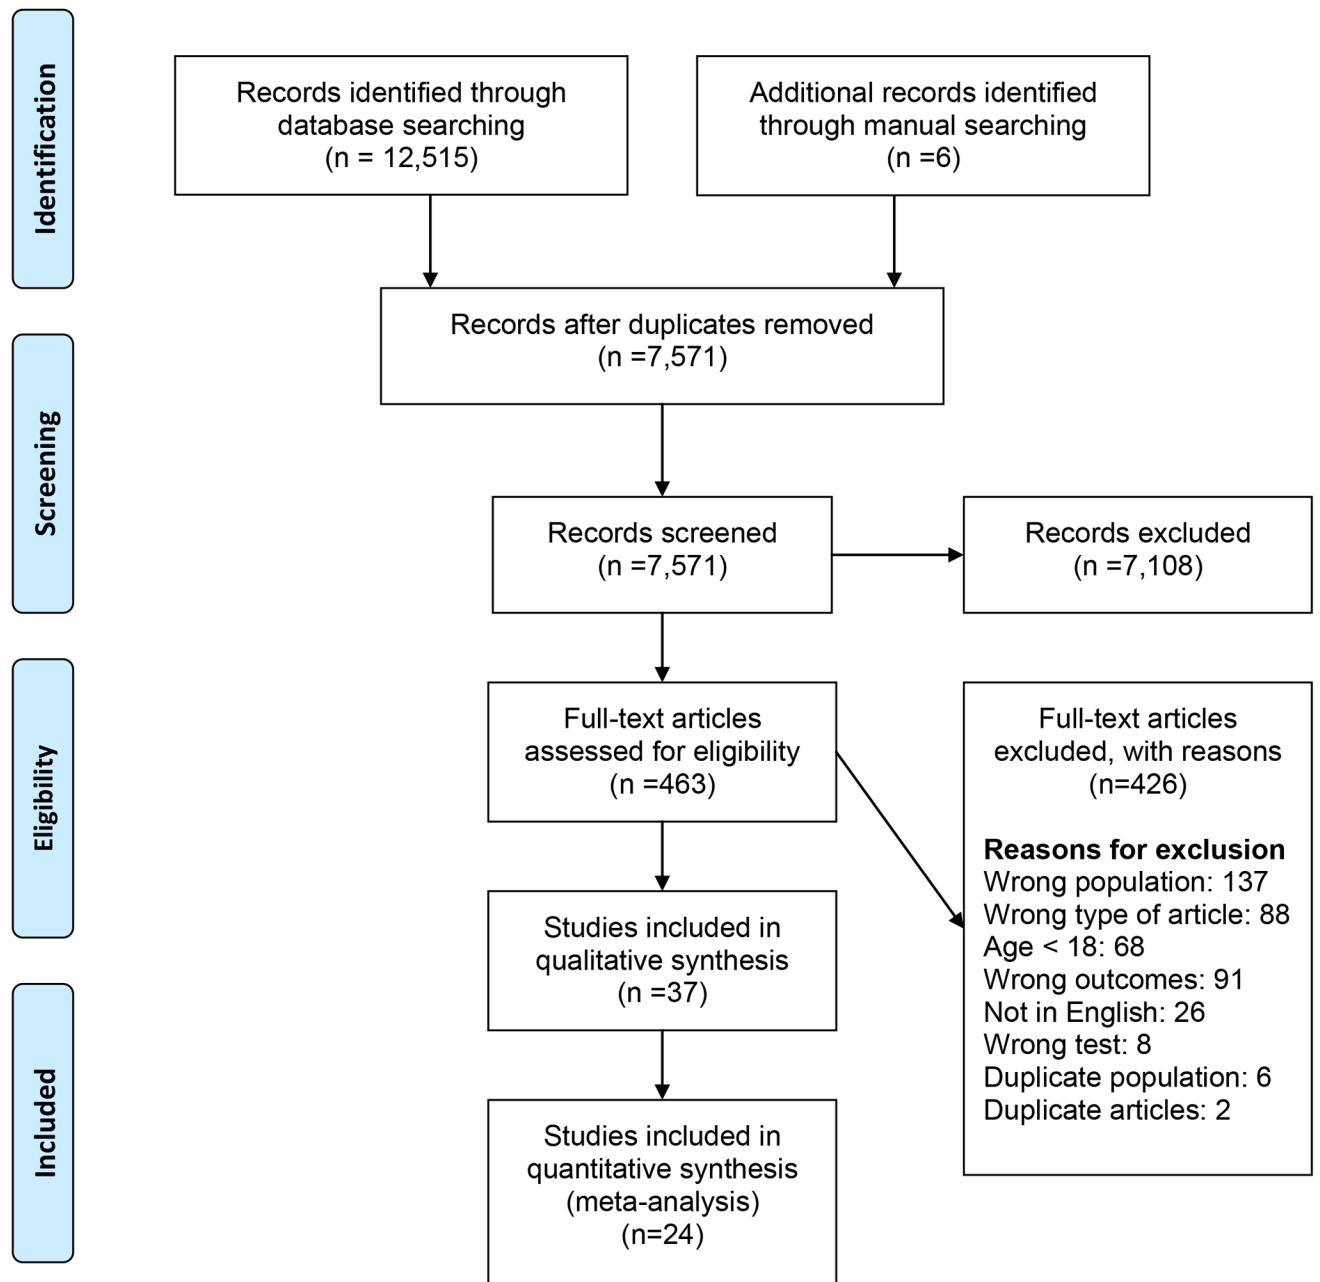 Identification
Records identified through
database searching
(n = 12,515)
Additional records identified
through manual searching
(n =6)
Records after duplicates removed
(n =7,571)
Screening
Records screened
(n =7,571)
Records excluded
(n =7,108)
Eligibility
Full-text articles
assessed for eligibility
(n =463)
Full-text articles
excluded, with reasons
(n=426)
Reasons for exclusion
Wrong population: 137
Wrong type of article: 88
Age < 18: 68
Wrong outcomes: 91
Not in English: 26
Wrong test: 8
Duplicate population: 6
Duplicate articles: 2
Studies included in
qualitative synthesis
(n =37)
Included
Studies included in
quantitative synthesis
(meta-analysis)
(n=24)